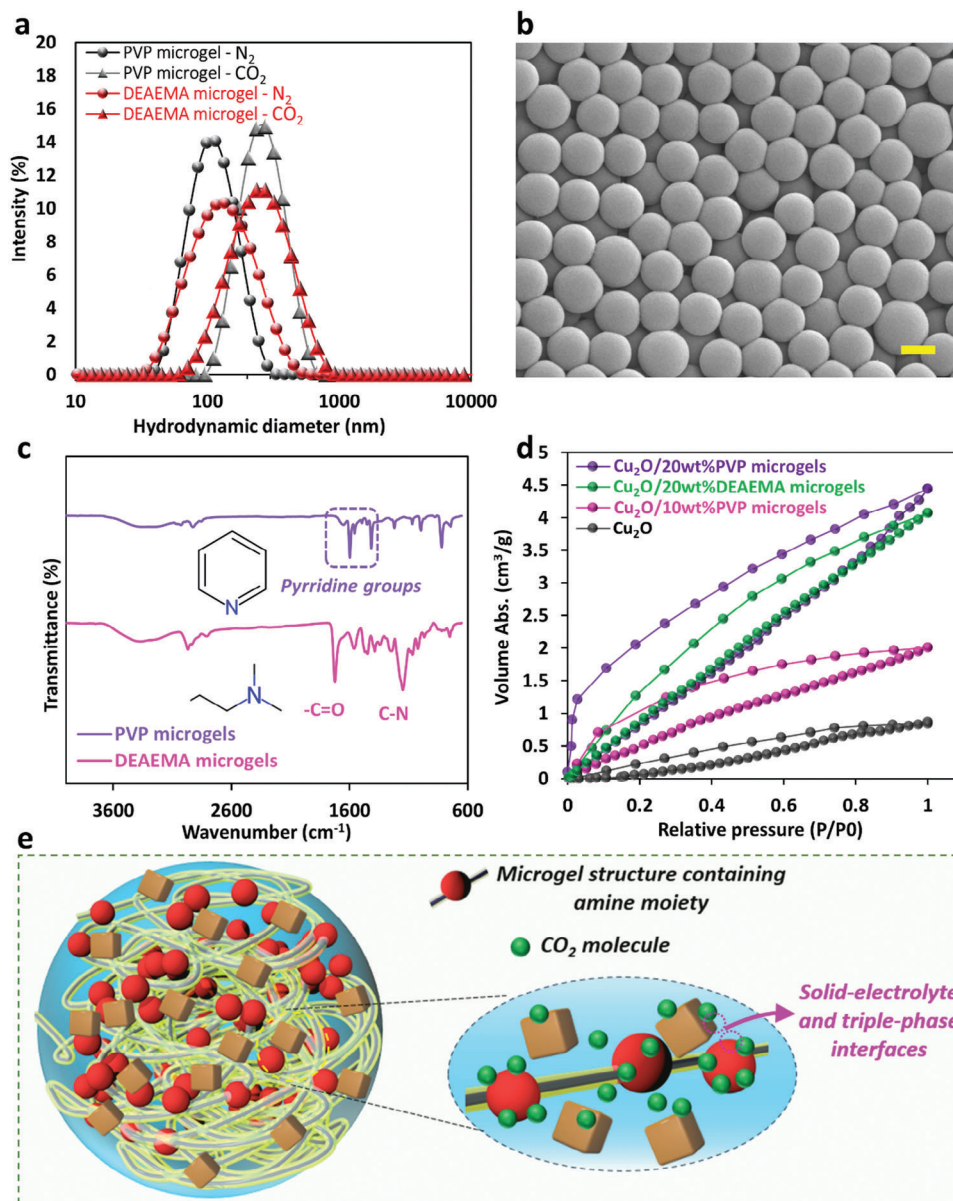 a
20
18
16
14
12
10
8
6
4
2
0
Intensity (%)
PVP microgel - N₂
PVP microgel - CO₂
DEAEMA microgel - N₂
DEAEMA microgel - CO₂
10 100 1000 10000
Hydrodynamic diameter (nm)
b
c
Transmittance (%)
N
Pyrridine groups
N
-C=O
C-N
PVP microgels
DEAEMA microgels
3600 2600 1600 600
Wavenumber (cm⁻¹)
d
5
4.5
4
3.5
3
2.5
2
1.5
1
0.5
0
Volume Abs. (cm³/g)
Cu₂O/20wt%PVP microgels
Cu₂O/20wt%DEAEMA microgels
Cu₂O/10wt%PVP microgels
Cu₂O
0 0.2 0.4 0.6 0.8 1
Relative pressure (P/P0)
e
Microgel structure containing
amine moiety
CO₂ molecule
Solid-electrolyte
and triple-phase
interfaces